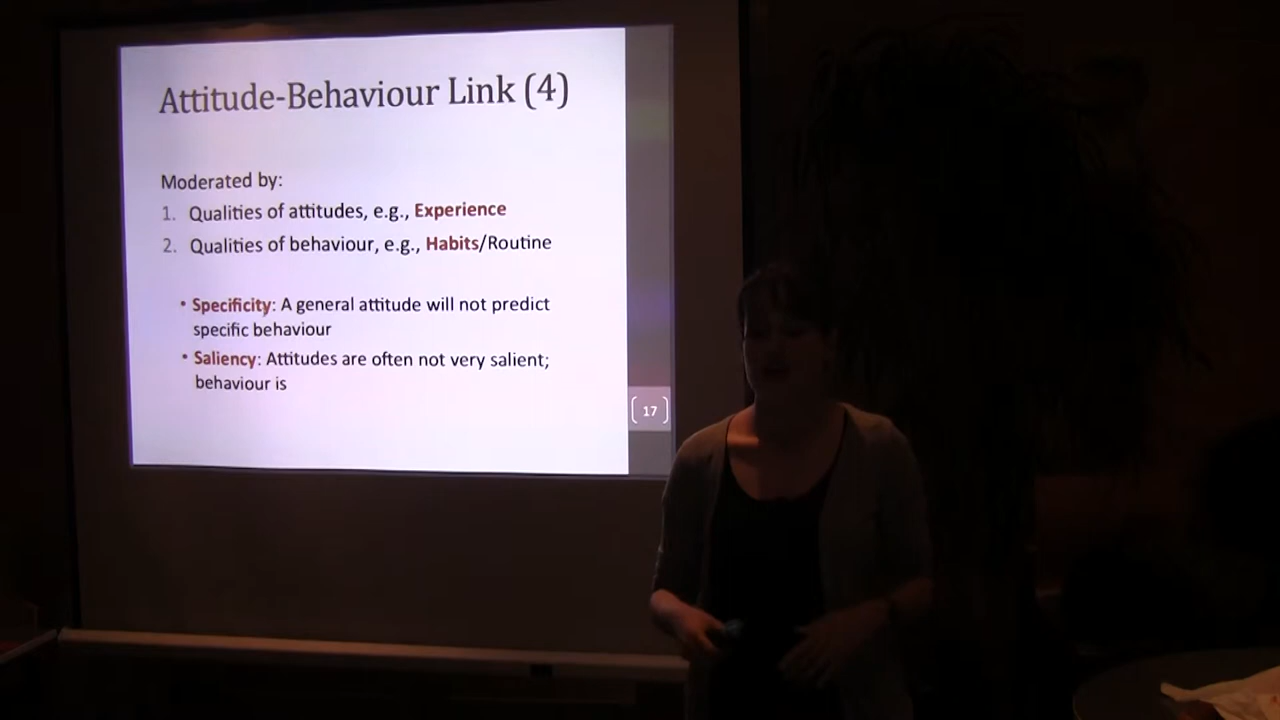 Attitude-Behaviour Link (4)
Moderated by:
1. Qualities of attitudes, e.g., Experience
2. Qualities of behaviour, e.g., Habits/Routine
• Specificity: A general attitude will not predict
specific behaviour
• Saliency: Attitudes are often not very salient;
behaviour is
17